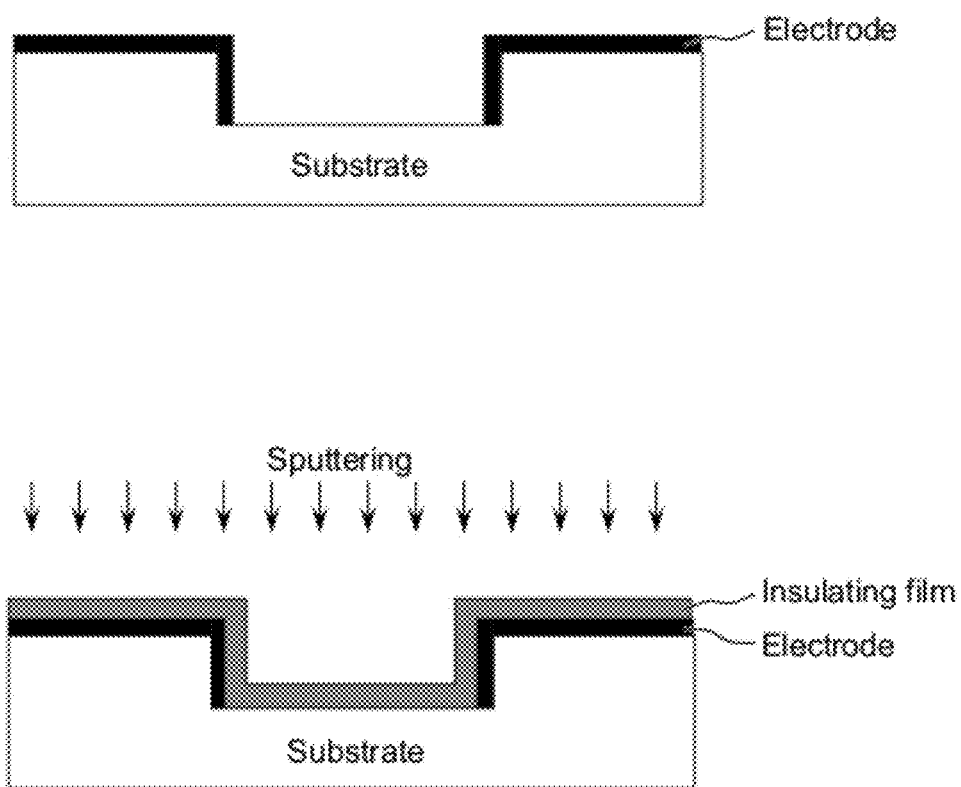 Electrode
Substrate
Sputtering
Insulating film
Electrode
Substrate